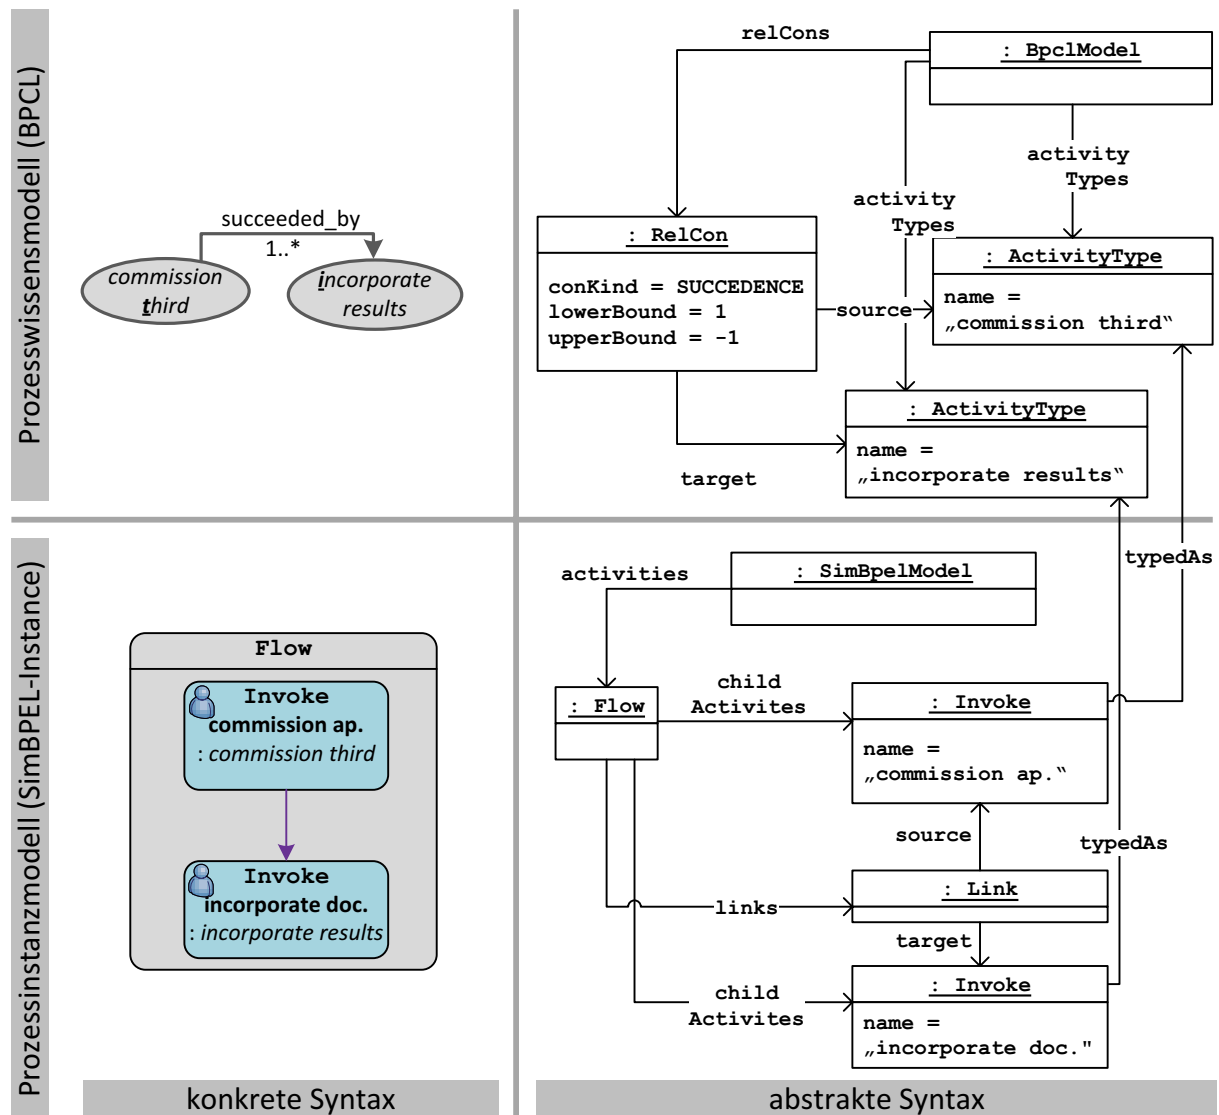 Prozesswissensmodell (BPCL)
succeeded_by
1..*
commission
third
incorporate
results
relCons
: BpclModel
activity
Types
activity
Types
: RelCon
conKind = SUCCEDENCE
lowerBound = 1
upperBound = -1
source
: ActivityType
name =
„commission third“
: ActivityType
name =
„incorporate results“
target
Prozessinstanzmodell (SimBPEL-Instance)
Flow
Invoke
commission ap.
: commission third
Invoke
incorporate doc.
: incorporate results
activities
: SimBpelModel
typedAs
: Flow
child
Activites
: Invoke
name =
„commission ap.“
source
typedAs
links
: Link
target
child
Activites
: Invoke
name =
„incorporate doc."
konkrete Syntax
abstrakte Syntax